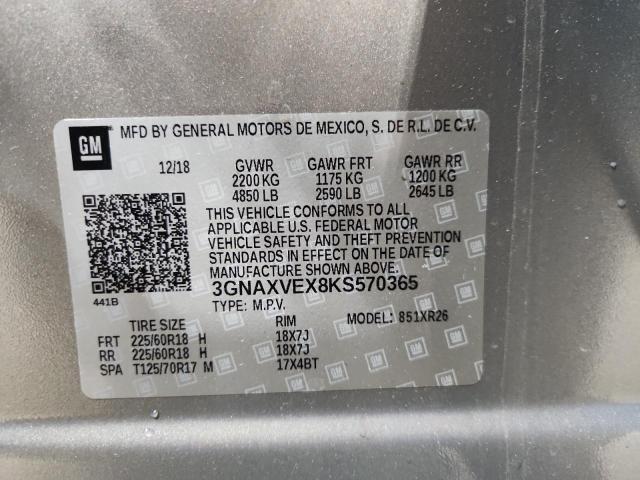 GM MFD BY GENERAL MOTORS DE MEXICO, S. DE R.L. DE C.V.
12/18 GVWR GAWR FRT GAWR RR
2200 KG 1175 KG 1200 KG
4850 LB 2590 LB 2645 LB
THIS VEHICLE CONFORMS TO ALL
APPLICABLE U.S. FEDERAL MOTOR
VEHICLE SAFETY AND THEFT PREVENTION
STANDARDS IN EFFECT ON THE DATE OF
MANUFACTURE SHOWN ABOVE.
441B 3GNAXVEX8KS570365
TYPE: M.P.V.
TIRE SIZE RIM MODEL: 851XR26
FRT 225/60R18 H 18X7J
RR 225/60R18 H 18X7J
SPA T125/70R17 M 17X4BT